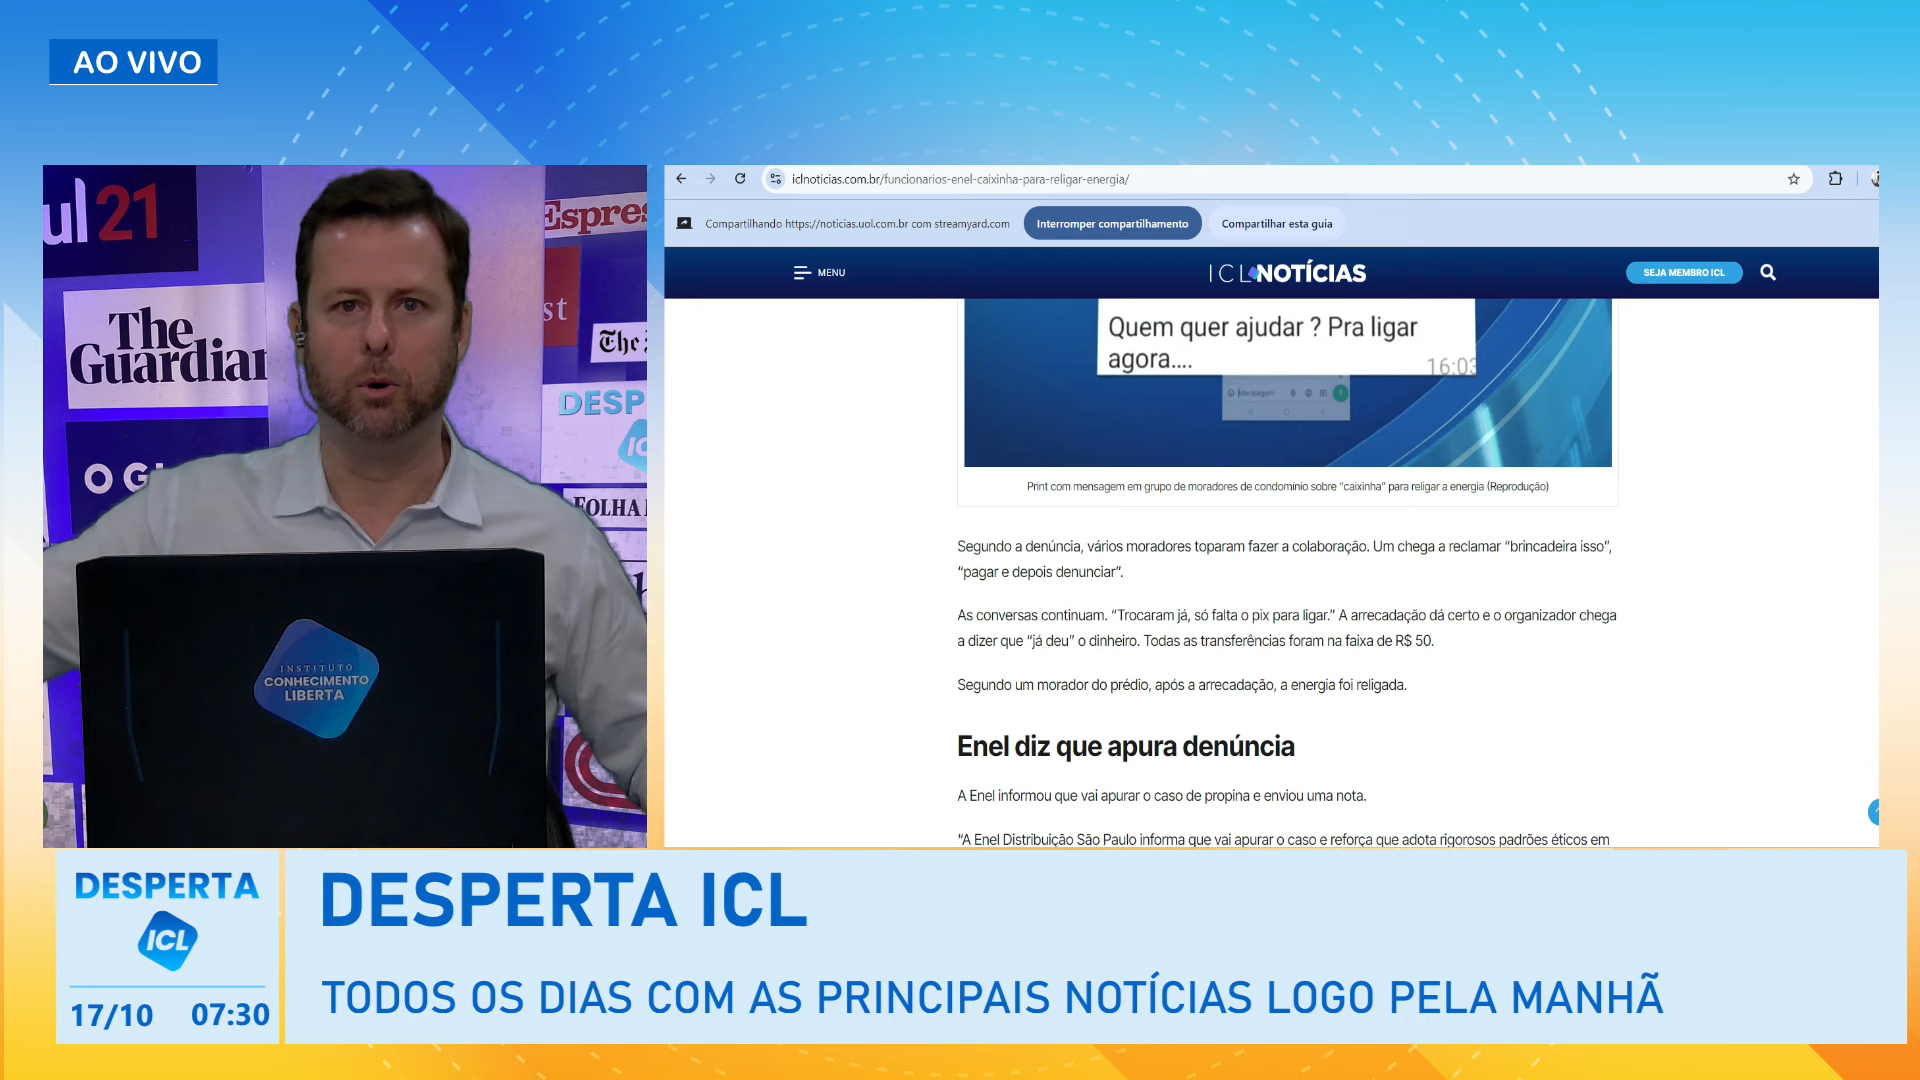 AO VIVO
ul 21
The
Guardian
O G
Espres
st
The
DESP
FOLHA
INSTITUTO
CONHECIMENTO
LIBERTA
iclnoticias.com.br/funcionarios-enel-caixinha-para-religar-energia/
Compartilhando https://noticias.uol.com.br com streamyard.com
Interromper compartilhamento
Compartilhar esta guia
MENU
ICL NOTÍCIAS
SEJA MEMBRO ICL
Quem quer ajudar ? Pra ligar
agora....
16:03
Mensagem
Print com mensagem em grupo de moradores de condomínio sobre "caixinha" para religar a energia (Reprodução)
Segundo a denúncia, vários moradores toparam fazer a colaboração. Um chega a reclamar “brincadeira isso”,
“pagar e depois denunciar”.
As conversas continuam. “Trocaram já, só falta o pix para ligar.” A arrecadação dá certo e o organizador chega
a dizer que “já deu” o dinheiro. Todas as transferências foram na faixa de R$ 50.
Segundo um morador do prédio, após a arrecadação, a energia foi religada.
Enel diz que apura denúncia
A Enel informou que vai apurar o caso de propina e enviou uma nota.
“A Enel Distribuição São Paulo informa que vai apurar o caso e reforça que adota rigorosos padrões éticos em
DESPERTA
ICL
17/10 07:30
DESPERTA ICL
TODOS OS DIAS COM AS PRINCIPAIS NOTÍCIAS LOGO PELA MANHÃ